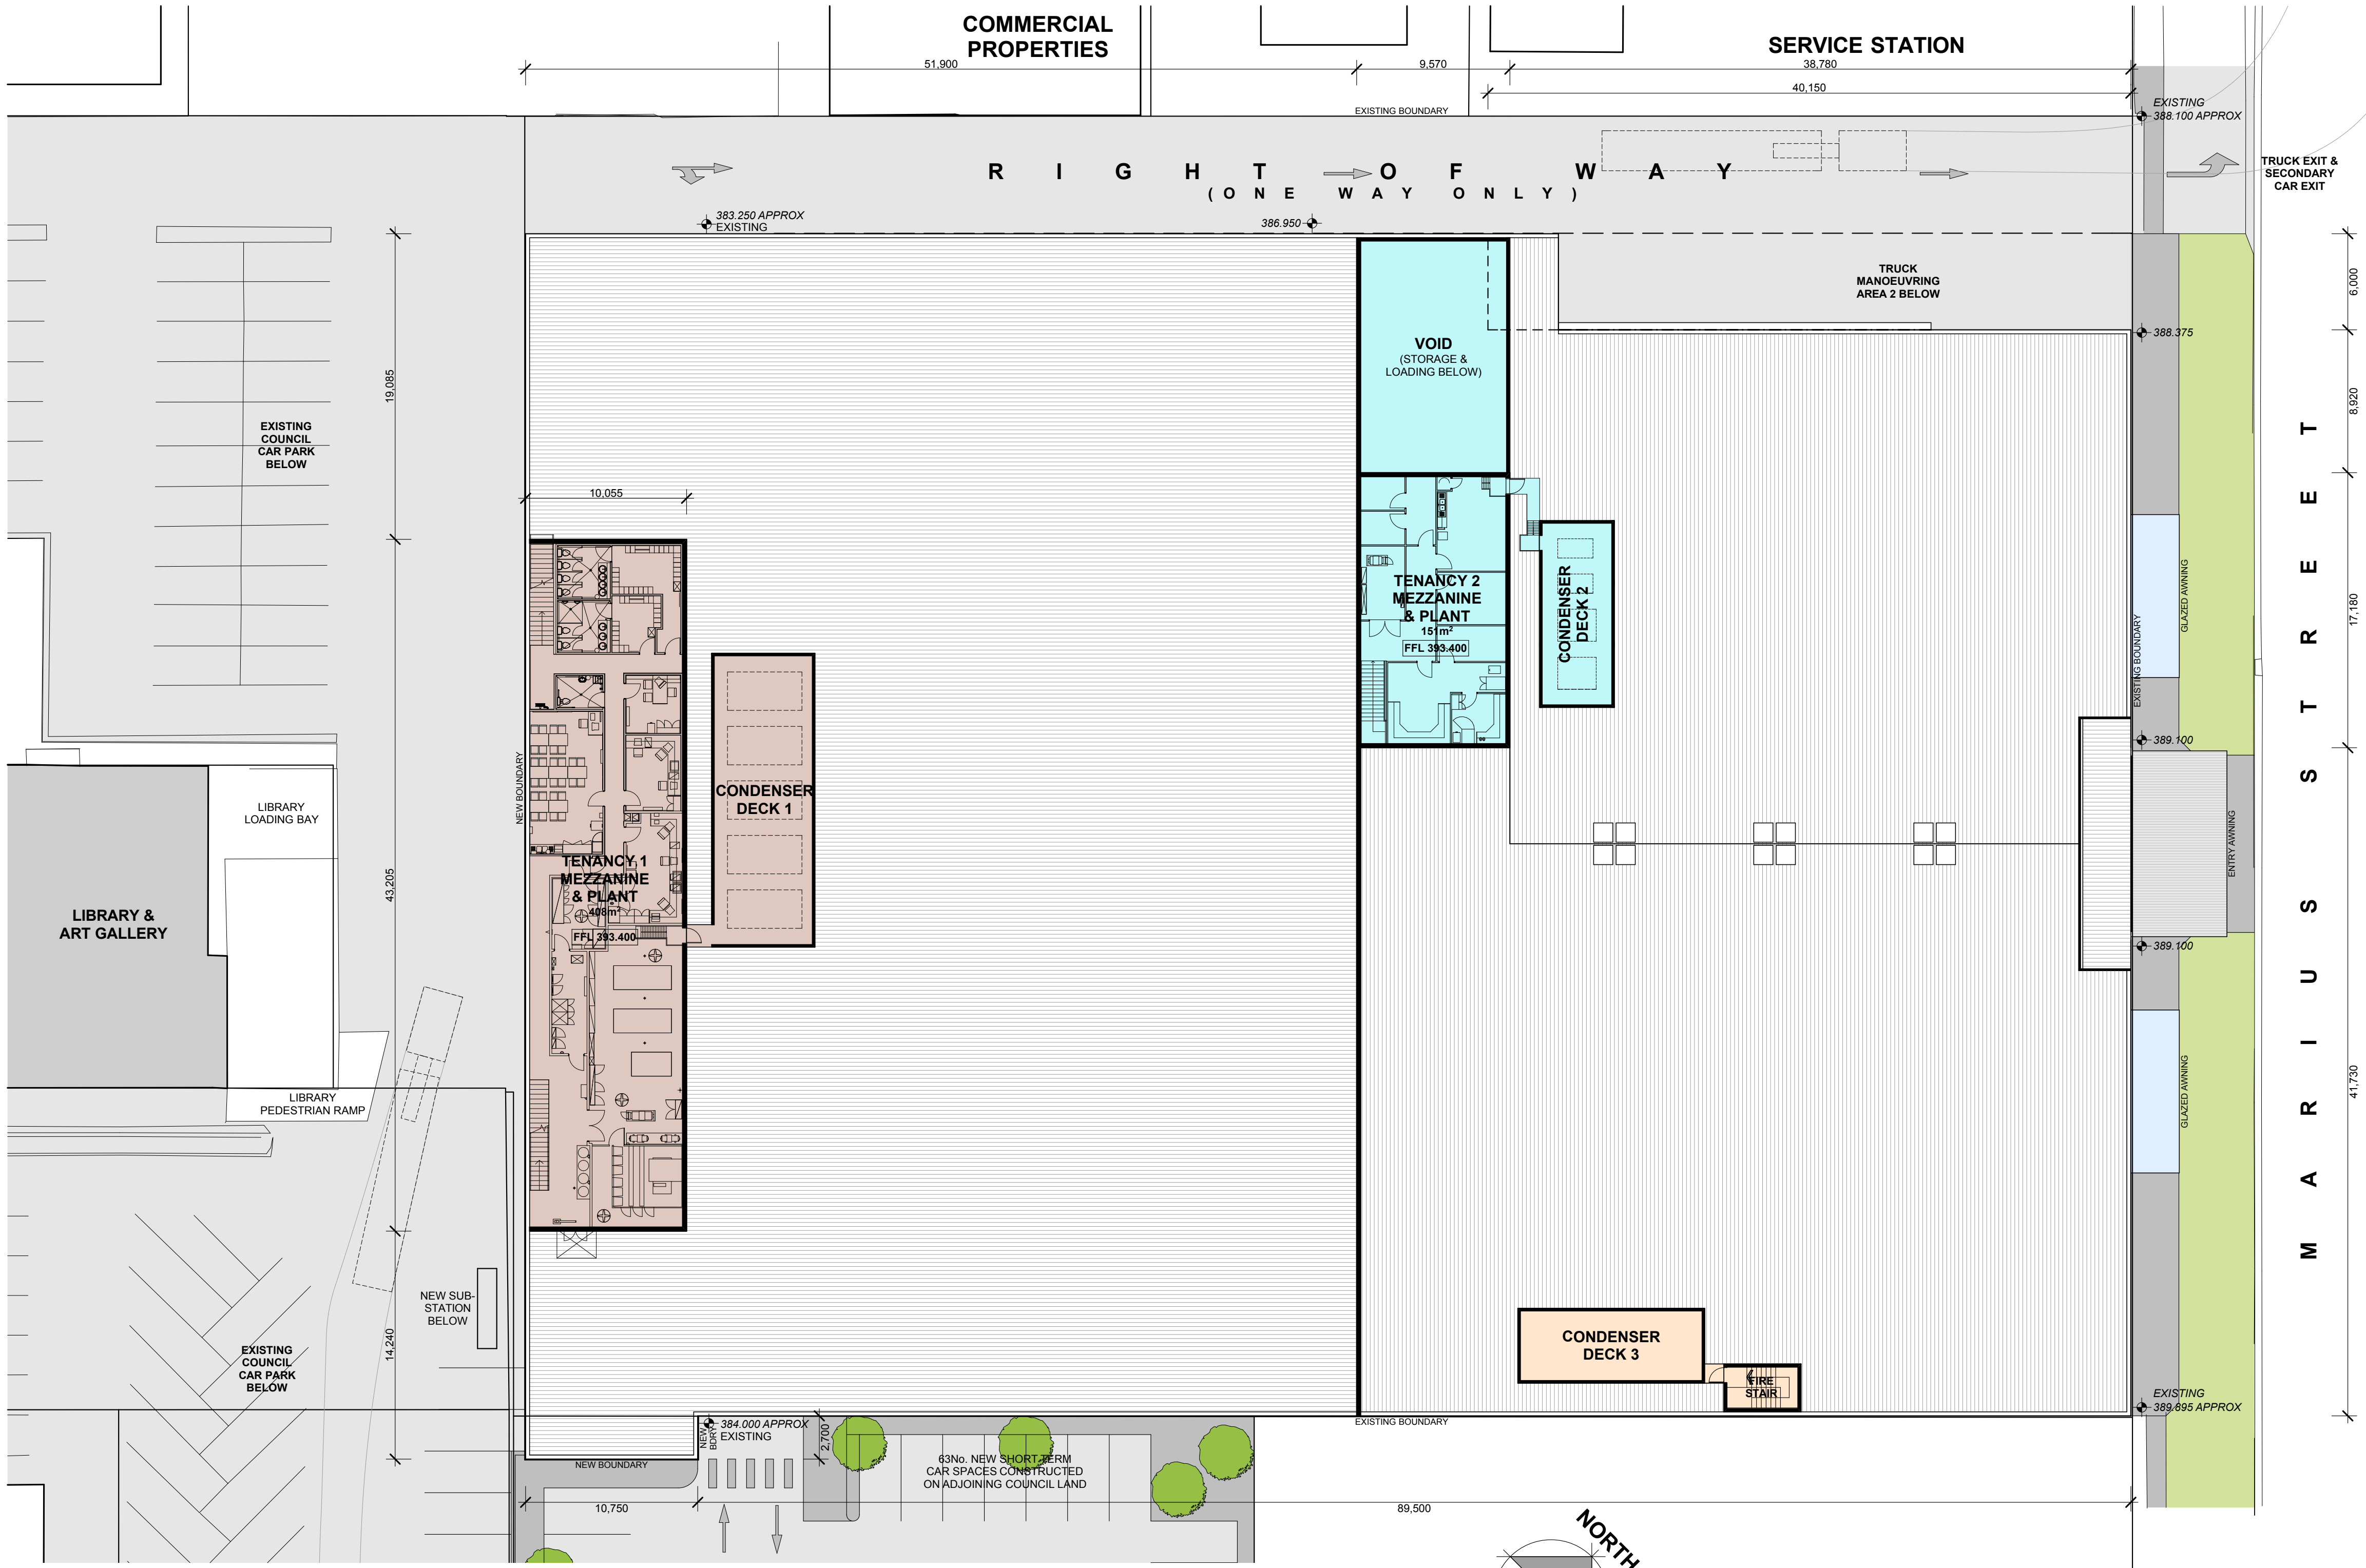 COMMERCIAL
PROPERTIES
SERVICE STATION
51,900
9,570
38,780
40,150
EXISTING BOUNDARY
EXISTING
388.100 APPROX
R I G H T O F W A Y
( O N E W A Y O N L Y )
TRUCK EXIT &
SECONDARY
CAR EXIT
383.250 APPROX
EXISTING
386.950
TRUCK
MANOEUVRING
AREA 2 BELOW
6,000
388.375
VOID
(STORAGE &
LOADING BELOW)
19,085
8,920
EXISTING
COUNCIL
CAR PARK
BELOW
10,055
TENANCY 2
MEZZANINE
& PLANT
151m²
FFL 393.400
CONDENSER
DECK 2
GLAZED AWNING
EXISTING BOUNDARY
17,180
M A R I U S S T R E E T
389.100
NEW BOUNDARY
CONDENSER
DECK 1
LIBRARY
LOADING BAY
ENTRY AWNING
TENANCY 1
MEZZANINE
& PLANT
408m²
FFL 393.400
43,205
LIBRARY &
ART GALLERY
389.100
LIBRARY
PEDESTRIAN RAMP
GLAZED AWNING
41,730
NEW SUB-
STATION
BELOW
14,240
EXISTING
COUNCIL
CAR PARK
BELOW
CONDENSER
DECK 3
FIRE
STAIR
EXISTING
389.895 APPROX
384.000 APPROX
EXISTING
NEW
BDRY
2,700
EXISTING BOUNDARY
NEW BOUNDARY
63No. NEW SHORT TERM
CAR SPACES CONSTRUCTED
ON ADJOINING COUNCIL LAND
10,750
89,500
NORTH